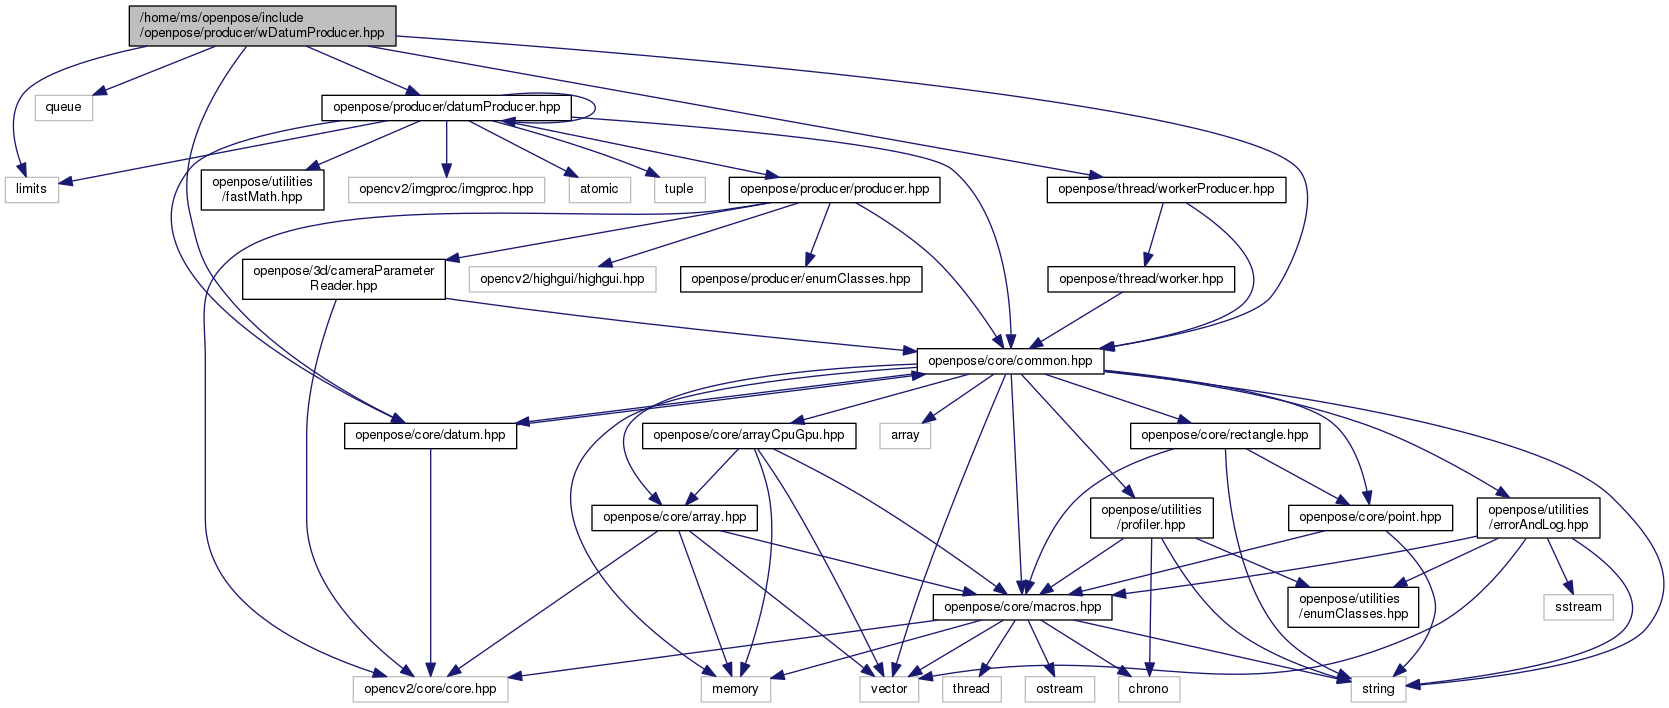 /home/ms/openpose/include
/openpose/producer/wDatumProducer.hpp
queue
openpose/producer/datumProducer.hpp
limits
openpose/utilities
/fastMath.hpp
opencv2/imgproc/imgproc.hpp
atomic
tuple
openpose/producer/producer.hpp
openpose/thread/workerProducer.hpp
openpose/3d/cameraParameter
Reader.hpp
opencv2/highgui/highgui.hpp
openpose/producer/enumClasses.hpp
openpose/thread/worker.hpp
openpose/core/common.hpp
openpose/core/datum.hpp
openpose/core/arrayCpuGpu.hpp
array
openpose/core/rectangle.hpp
openpose/core/array.hpp
openpose/utilities
/profiler.hpp
openpose/core/point.hpp
openpose/utilities
/errorAndLog.hpp
openpose/core/macros.hpp
openpose/utilities
/enumClasses.hpp
sstream
opencv2/core/core.hpp
memory
vector
thread
ostream
chrono
string